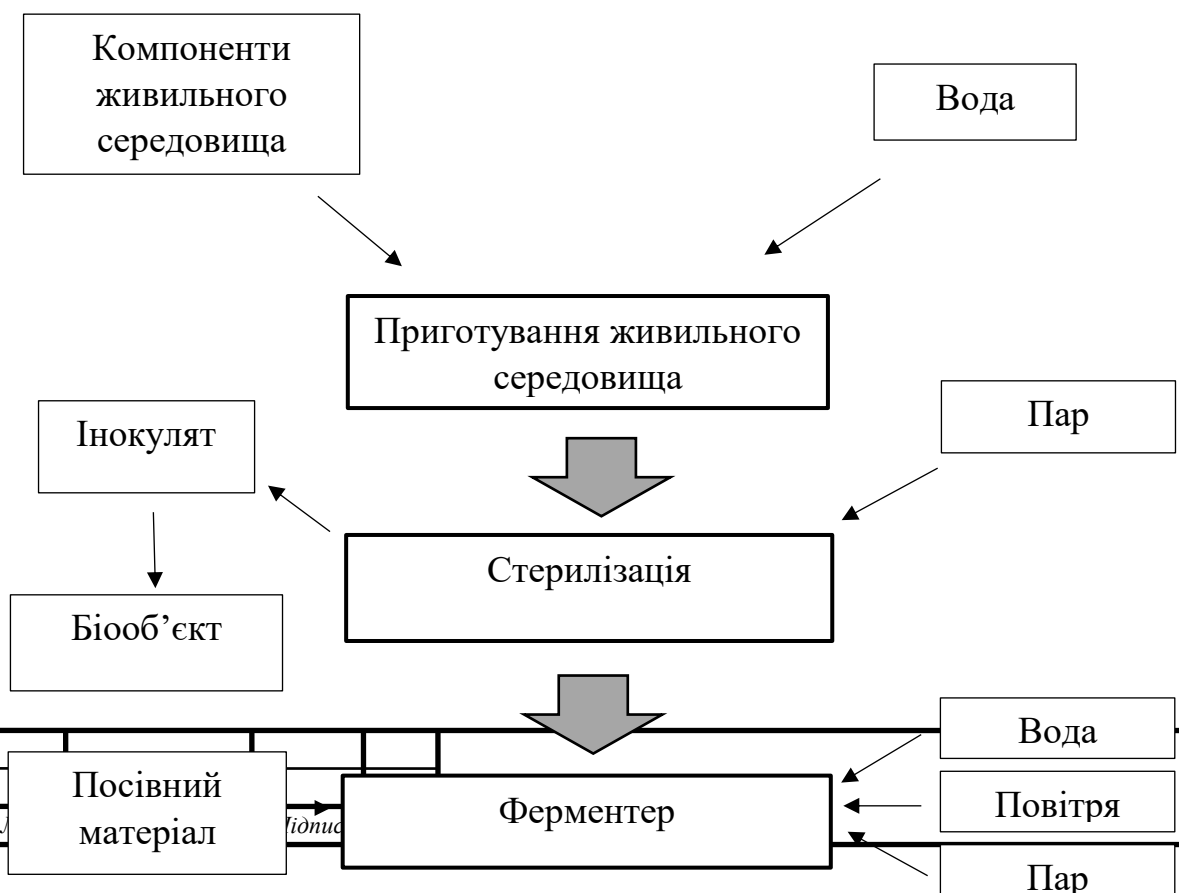 Компоненти
живильного
середовища
Вода
Приготування живильного
середовища
Інокулят
Пар
Стерилізація
Біооб’єкт
Вода
Посівний
матеріал
Ферментер
Повітря
Пар